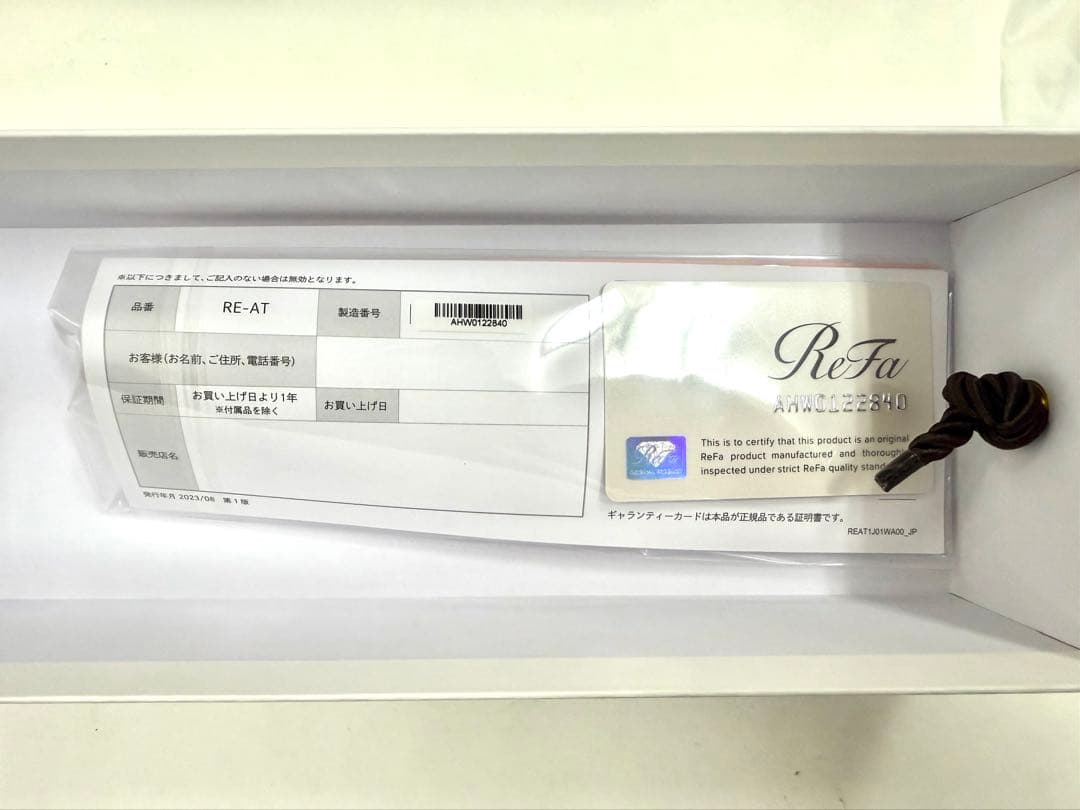 ※以下につきまして、ご記入のない場合は無効となります。
品番 RE-AT 製造番号
AHW0122840
お客様(お名前、ご住所、電話番号)
保証期間 お買い上げ日より1年 お買い上げ日
※付属品を除く
販売店名
発行年月 2023/08 第1版
ReFa
AHW0122840
ReFa
This is to certify that this product is an original
ReFa product manufactured and thoroughly
inspected under strict ReFa quality
ギャランティーカードは本品が正規品である証明書です。
REAT1J01WA00_JP